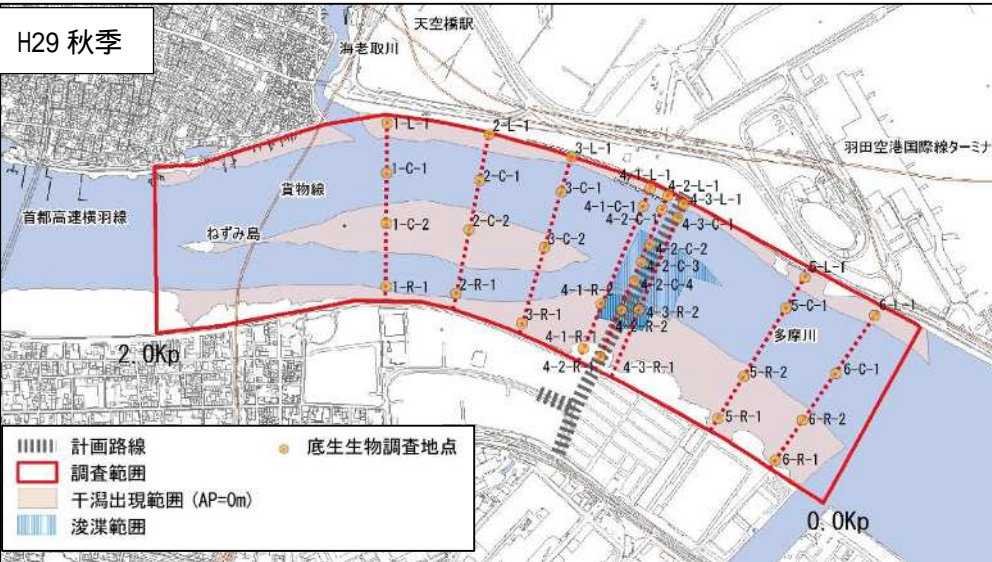 H29 秋季
天空橋駅
海老取川
羽田空港国際線ターミナ
首都高速横羽線
貨物線
ねずみ島
多摩川
1-L-1
1-C-1
1-C-2
1-R-1
2-L-1
2-C-1
2-C-2
2-R-1
3-L-1
3-C-1
3-C-2
3-R-1
4-1-L-1
4-2-L-1
4-3-L-1
4-1-C-1
4-2-C-1
4-3-C-1
4-2-C-2
4-2-C-3
4-2-C-4
4-1-R-2
4-3-R-2
4-2-R-2
4-1-R-1
4-2-R-1
4-3-R-1
5-L-1
5-C-1
5-R-2
5-R-1
6-L-1
6-C-1
6-R-2
6-R-1
2.0Kp
0.0Kp
計画路線
底生生物調査地点
調査範囲
干潟出現範囲 (AP=0m)
浚渫範囲